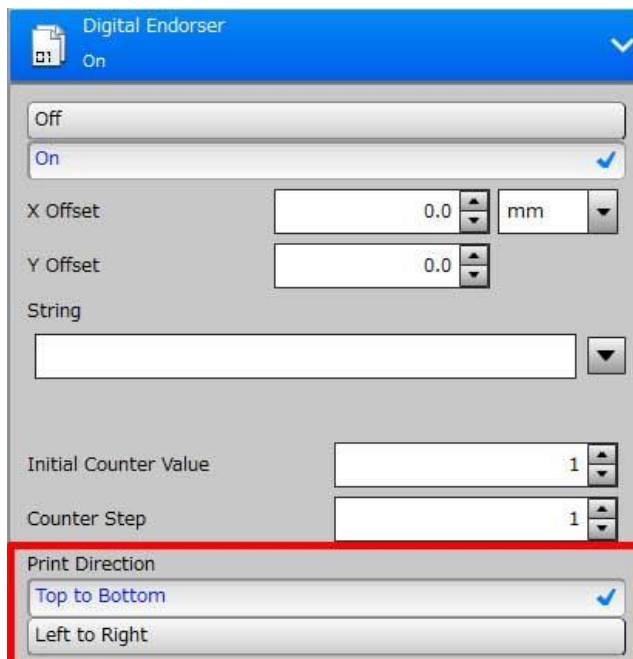 Digital Endorser
On
01
Off
On
X Offset 0.0 mm
Y Offset 0.0
String
Initial Counter Value 1
Counter Step 1
Print Direction
Top to Bottom
Left to Right